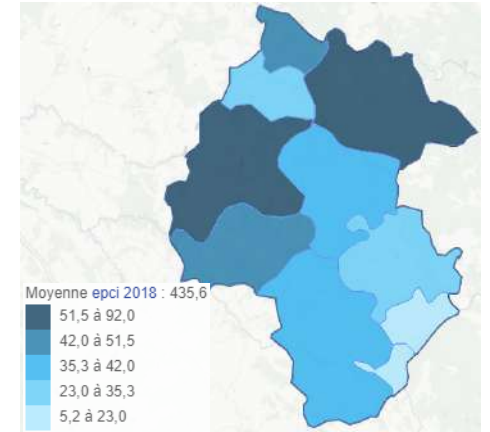 Moyenne epci 2018 : 435,6
51,5 à 92,0
42,0 à 51,5
35,3 à 42,0
23,0 à 35,3
5,2 à 23,0